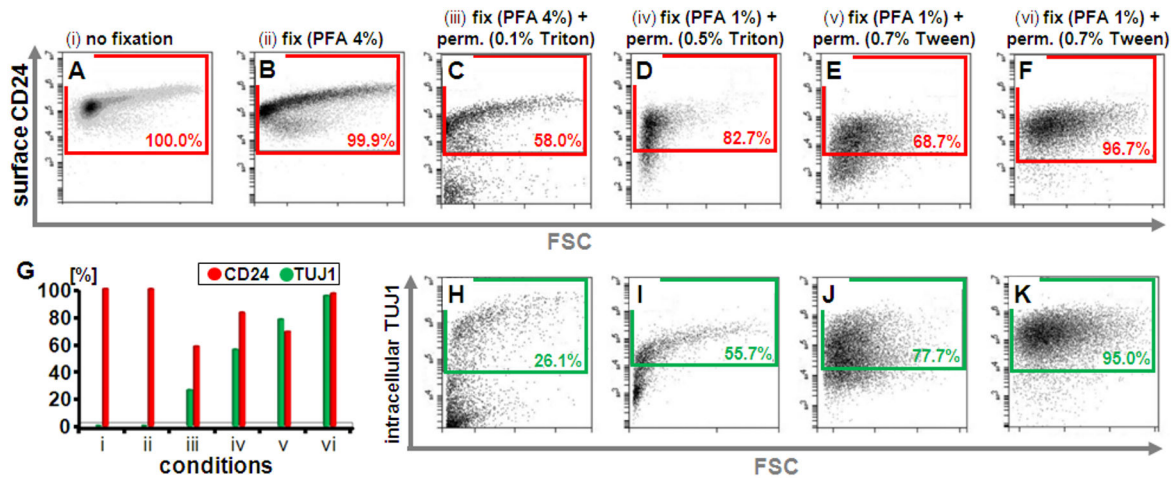 (i) no fixation
(ii) fix (PFA 4%)
(iii) fix (PFA 4%) +
perm. (0.1% Triton)
(iv) fix (PFA 1%) +
perm. (0.5% Triton)
(v) fix (PFA 1%) +
perm. (0.7% Tween)
(vi) fix (PFA 1%) +
perm. (0.7% Tween)
surface CD24
A
100.0%
B
99.9%
C
58.0%
D
82.7%
E
68.7%
F
96.7%
FSC
G
[%]
CD24
TUJ1
100
80
60
40
20
0
i
ii
iii
iv
v
vi
conditions
intracellular TUJ1
H
26.1%
I
55.7%
J
77.7%
K
95.0%
FSC